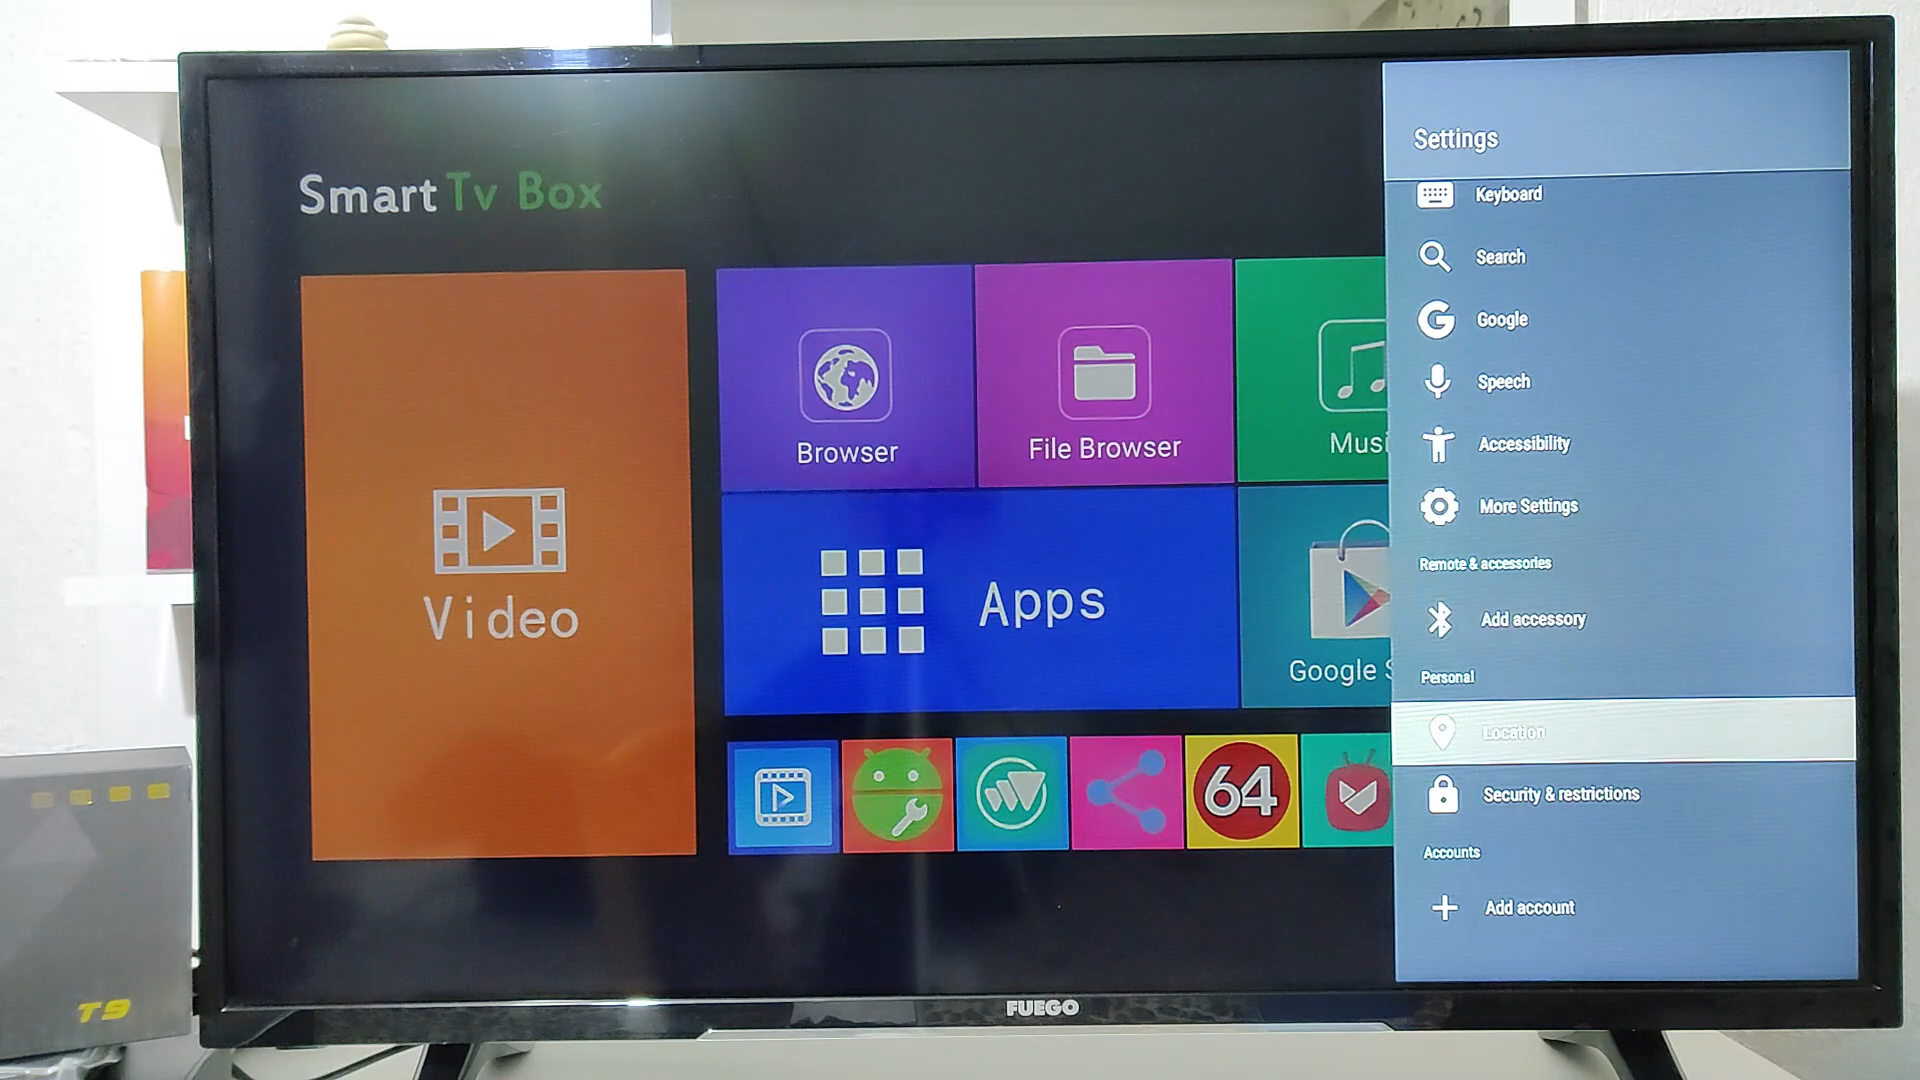 Smart Tv Box
Video
Browser
File Browser
Musi
Apps
Google S
64
Settings
Keyboard
Search
Google
Speech
Accessibility
More Settings
Remote & accessories
Add accessory
Personal
Location
Security & restrictions
Accounts
Add account
T9
FUEGO